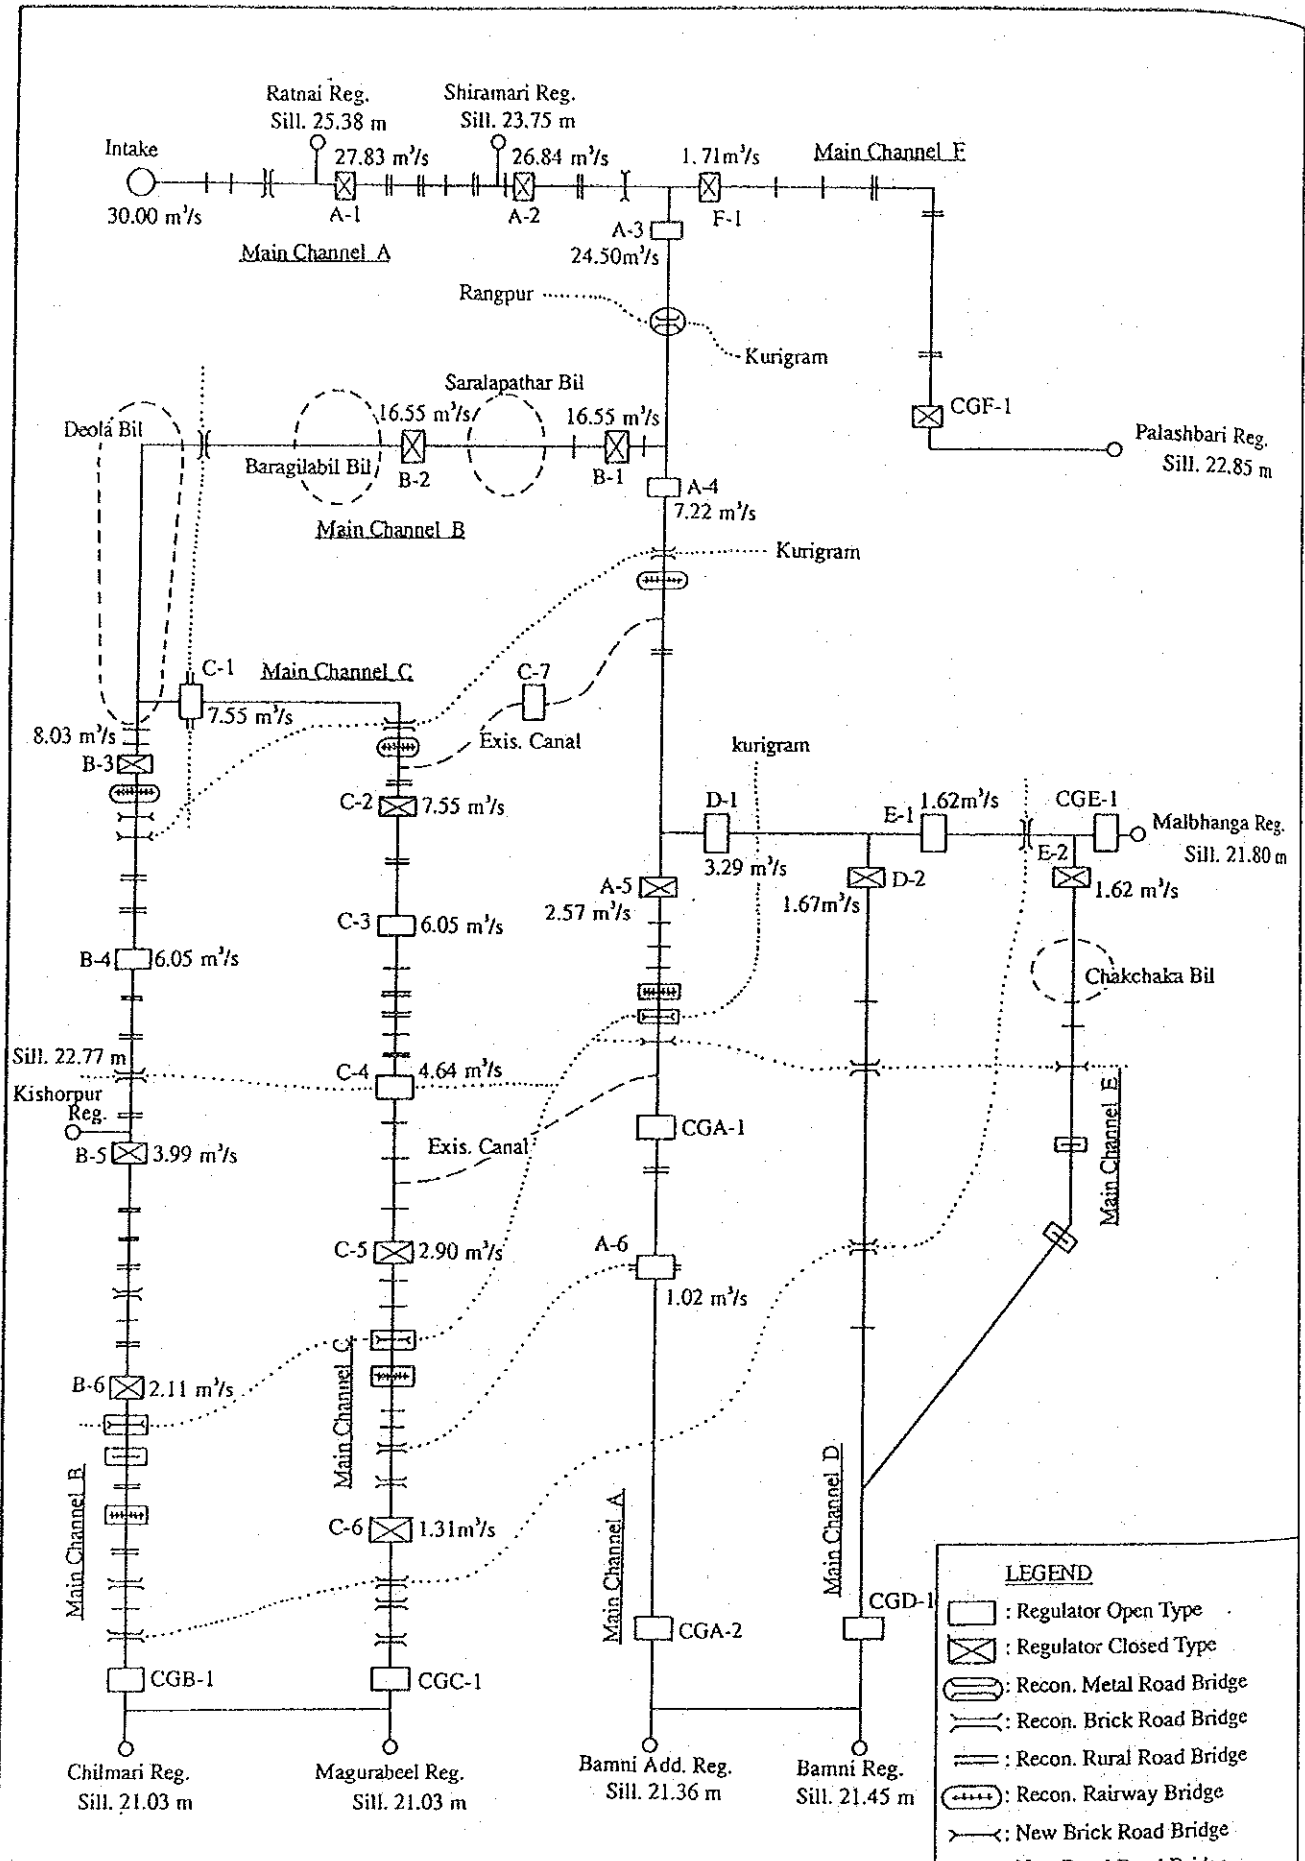 Ratnai Reg.
Sill. 25.38 m
Shiramari Reg.
Sill. 23.75 m
Intake
27.83 m³/s
26.84 m³/s
1.71m³/s
Main Channel F
30.00 m³/s
A-1
A-2
F-1
A-3
24.50m³/s
Main Channel A
Rangpur
Kurigram
Saralapathar Bil
Deola Bil
16.55 m³/s
16.55 m³/s
CGF-1
Palashbari Reg.
Sill. 22.85 m
Baragilabil Bil
B-2
B-1
A-4
7.22 m³/s
Main Channel B
Kurigram
C-1
Main Channel C
C-7
7.55 m³/s
8.03 m³/s
Exis. Canal
kurigram
B-3
C-2
7.55 m³/s
D-1
E-1
1.62m³/s
CGE-1
Malbhanga Reg.
Sill. 21.80 m
3.29 m³/s
E-2
A-5
2.57 m³/s
1.67m³/s
D-2
1.62 m³/s
C-3
6.05 m³/s
B-4
6.05 m³/s
Chakchaka Bil
Sill. 22.77 m
Kishorpur
Reg.
C-4
4.64 m³/s
B-5
3.99 m³/s
Exis. Canal
CGA-1
Main Channel E
C-5
2.90 m³/s
A-6
1.02 m³/s
Main Channel C
B-6
2.11 m³/s
Main Channel B
C-6
1.31m³/s
Main Channel A
Main Channel D
CGB-1
CGC-1
CGA-2
CGD-1
Chilmari Reg.
Sill. 21.03 m
Magurabeel Reg.
Sill. 21.03 m
Bamni Add. Reg.
Sill. 21.36 m
Bamni Reg.
Sill. 21.45 m
LEGEND
: Regulator Open Type
: Regulator Closed Type
: Recon. Metal Road Bridge
: Recon. Brick Road Bridge
: Recon. Rural Road Bridge
: Recon. Rairway Bridge
: New Brick Road Bridge